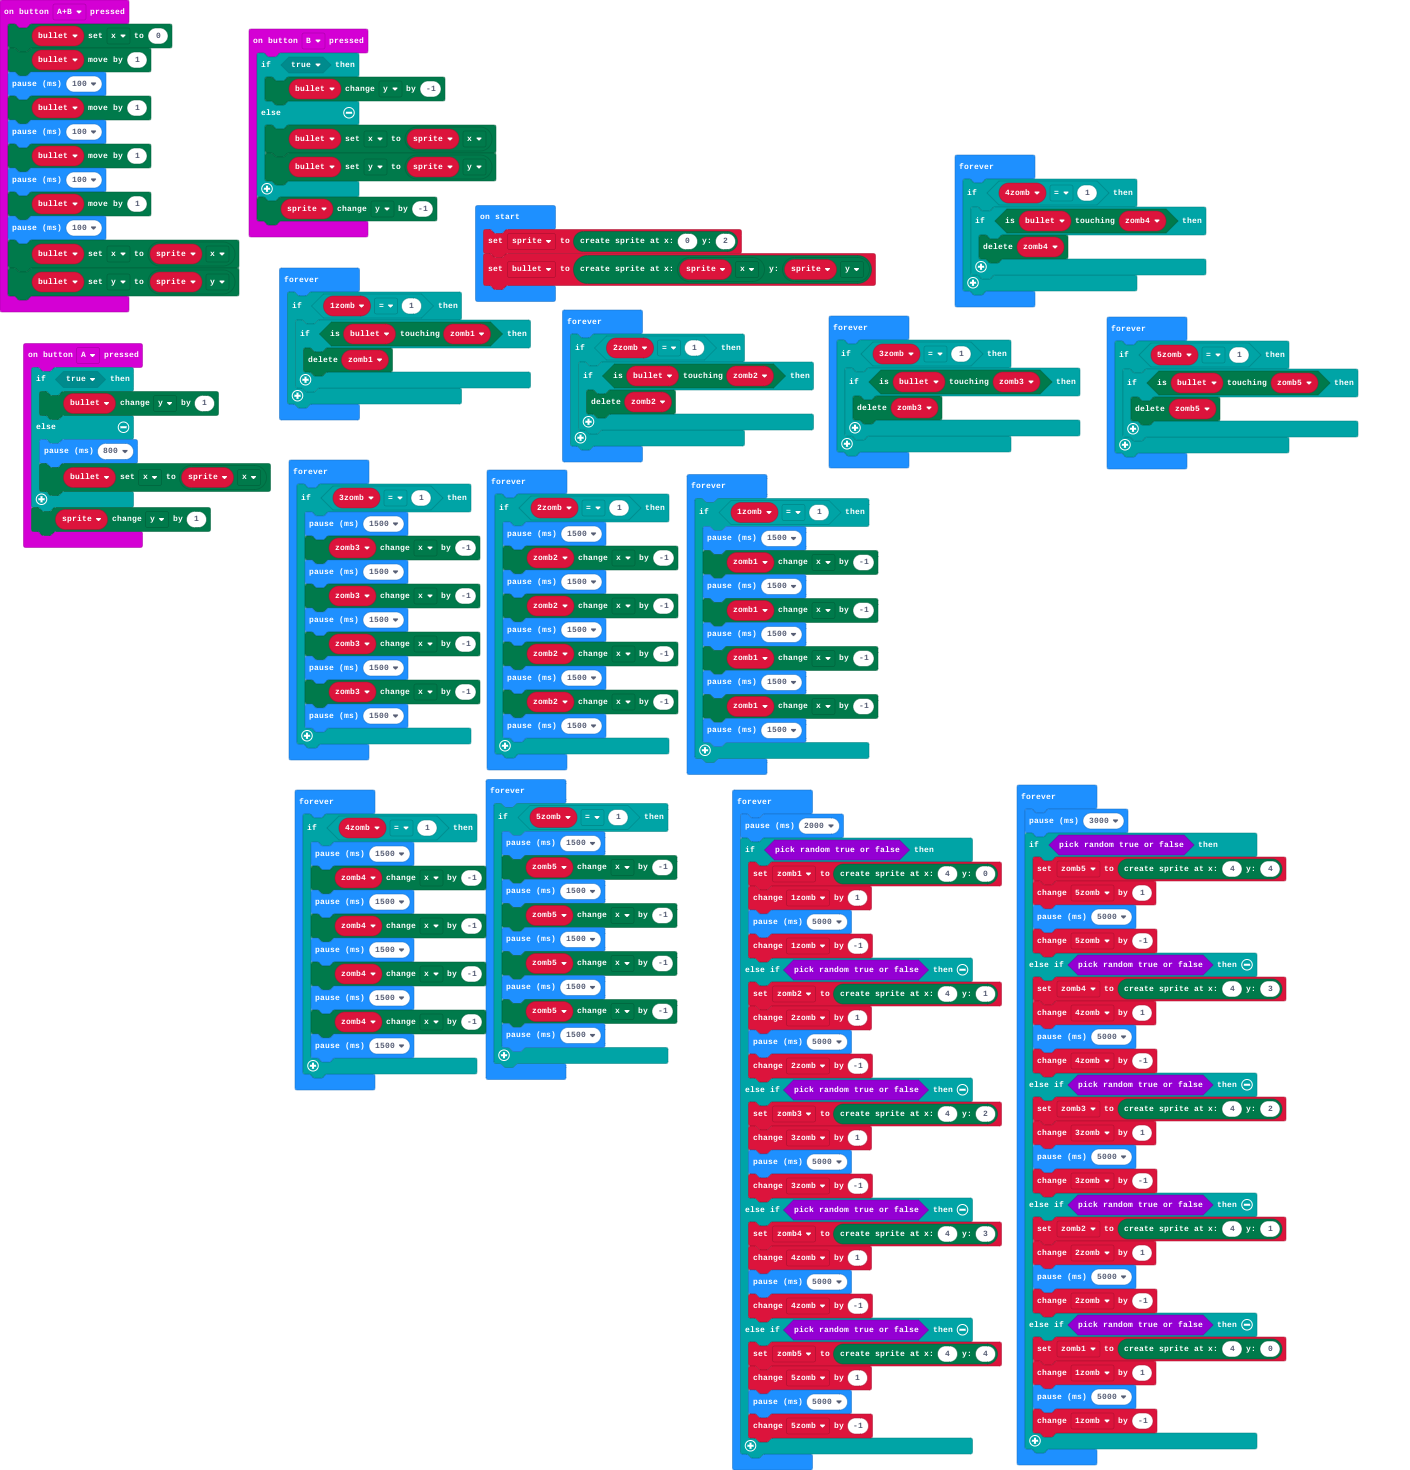 on button A+B pressed
bullet set x to 0
bullet move by 1
pause (ms) 100
bullet move by 1
pause (ms) 100
bullet move by 1
pause (ms) 100
bullet move by 1
pause (ms) 100
bullet set x to sprite x
bullet set y to sprite y
on button B pressed
if true then
bullet change y by -1
else
bullet set x to sprite x
bullet set y to sprite y
sprite change y by -1
on start
set sprite to create sprite at x: 0 y: 2
set bullet to create sprite at x: sprite x y: sprite y
forever
if 4zomb = 1 then
if is bullet touching zomb4 then
delete zomb4
forever
if 1zomb = 1 then
if is bullet touching zomb1 then
delete zomb1
forever
if 2zomb = 1 then
if is bullet touching zomb2 then
delete zomb2
forever
if 3zomb = 1 then
if is bullet touching zomb3 then
delete zomb3
forever
if 5zomb = 1 then
if is bullet touching zomb5 then
delete zomb5
on button A pressed
if true then
bullet change y by 1
else
pause (ms) 800
bullet set x to sprite x
sprite change y by 1
forever
if 3zomb = 1 then
pause (ms) 1500
zomb3 change x by -1
pause (ms) 1500
zomb3 change x by -1
pause (ms) 1500
zomb3 change x by -1
pause (ms) 1500
zomb3 change x by -1
pause (ms) 1500
forever
if 2zomb = 1 then
pause (ms) 1500
zomb2 change x by -1
pause (ms) 1500
zomb2 change x by -1
pause (ms) 1500
zomb2 change x by -1
pause (ms) 1500
zomb2 change x by -1
pause (ms) 1500
forever
if 1zomb = 1 then
pause (ms) 1500
zomb1 change x by -1
pause (ms) 1500
zomb1 change x by -1
pause (ms) 1500
zomb1 change x by -1
pause (ms) 1500
zomb1 change x by -1
pause (ms) 1500
forever
if 4zomb = 1 then
pause (ms) 1500
zomb4 change x by -1
pause (ms) 1500
zomb4 change x by -1
pause (ms) 1500
zomb4 change x by -1
pause (ms) 1500
zomb4 change x by -1
pause (ms) 1500
forever
if 5zomb = 1 then
pause (ms) 1500
zomb5 change x by -1
pause (ms) 1500
zomb5 change x by -1
pause (ms) 1500
zomb5 change x by -1
pause (ms) 1500
zomb5 change x by -1
pause (ms) 1500
forever
pause (ms) 2000
if pick random true or false then
set zomb1 to create sprite at x: 4 y: 0
change 1zomb by 1
pause (ms) 5000
change 1zomb by -1
else if pick random true or false then
set zomb2 to create sprite at x: 4 y: 1
change 2zomb by 1
pause (ms) 5000
change 2zomb by -1
else if pick random true or false then
set zomb3 to create sprite at x: 4 y: 2
change 3zomb by 1
pause (ms) 5000
change 3zomb by -1
else if pick random true or false then
set zomb4 to create sprite at x: 4 y: 3
change 4zomb by 1
pause (ms) 5000
change 4zomb by -1
else if pick random true or false then
set zomb5 to create sprite at x: 4 y: 4
change 5zomb by 1
pause (ms) 5000
change 5zomb by -1
forever
pause (ms) 3000
if pick random true or false then
set zomb5 to create sprite at x: 4 y: 4
change 5zomb by 1
pause (ms) 5000
change 5zomb by -1
else if pick random true or false then
set zomb4 to create sprite at x: 4 y: 3
change 4zomb by 1
pause (ms) 5000
change 4zomb by -1
else if pick random true or false then
set zomb3 to create sprite at x: 4 y: 2
change 3zomb by 1
pause (ms) 5000
change 3zomb by -1
else if pick random true or false then
set zomb2 to create sprite at x: 4 y: 1
change 2zomb by 1
pause (ms) 5000
change 2zomb by -1
else if pick random true or false then
set zomb1 to create sprite at x: 4 y: 0
change 1zomb by 1
pause (ms) 5000
change 1zomb by -1